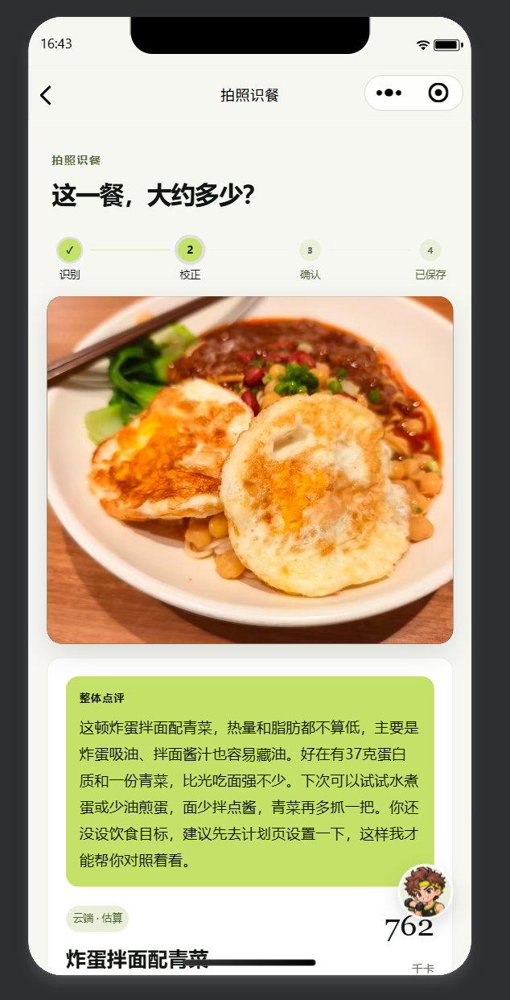 16:43
拍照识餐
拍照识餐
这一餐，大约多少？
✓ 2 3 4
识别 校正 确认 已保存
整体点评
这顿炸蛋拌面配青菜，热量和脂肪都不算低，主要是
炸蛋吸油、拌面酱汁也容易藏油。好在有37克蛋白
质和一份青菜，比光吃面强不少。下次可以试试水煮
蛋或少油煎蛋，面少拌点酱，青菜再多抓一把。你还
没设饮食目标，建议先去计划页设置一下，这样我才
能帮你对照着看。
云端 · 估算
762
炸蛋拌面配青菜
千卡